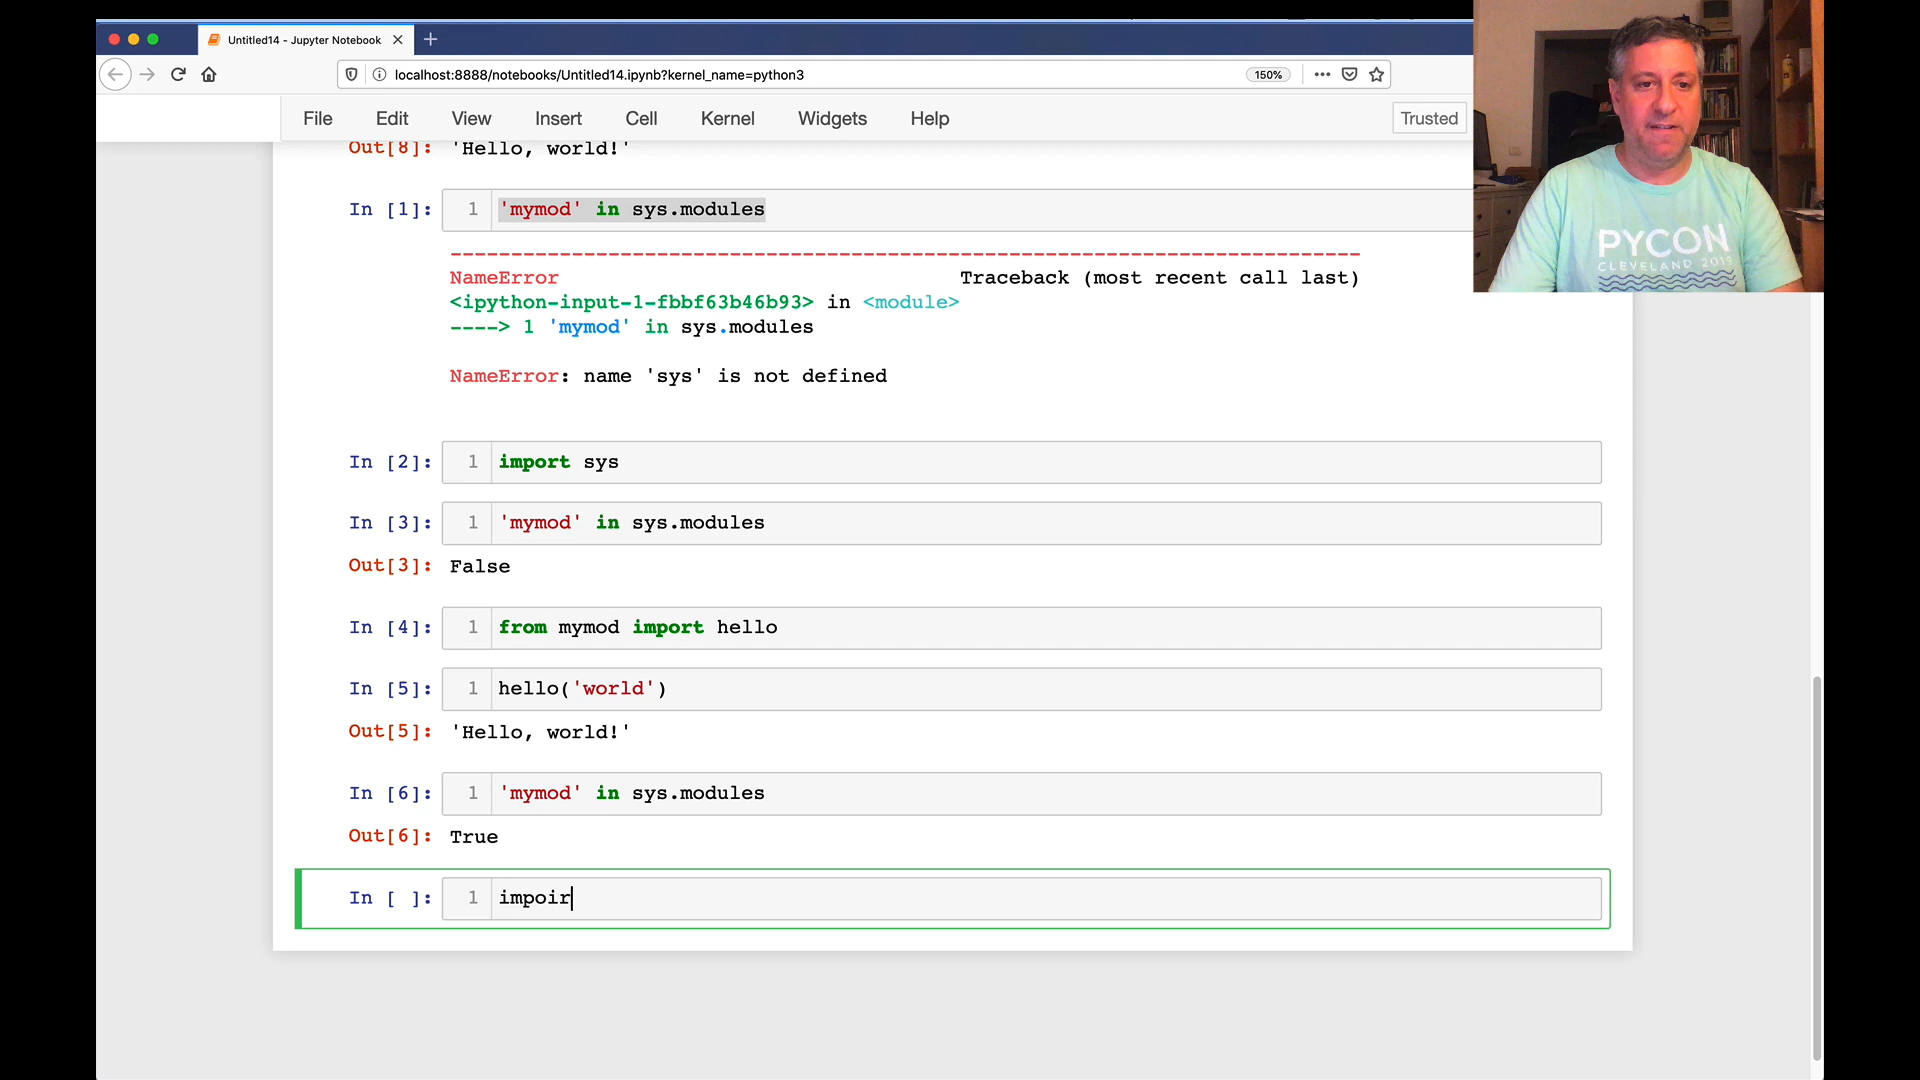 Untitled14 - Jupyter Notebook
localhost:8888/notebooks/Untitled14.ipynb?kernel_name=python3
150%
File Edit View Insert Cell Kernel Widgets Help
Trusted
Out[8]: 'Hello, world!'
In [1]: 1 'mymod' in sys.modules
---------------------------------------------------------------------------
NameError Traceback (most recent call last)
<ipython-input-1-fbbf63b46b93> in <module>
----> 1 'mymod' in sys.modules
NameError: name 'sys' is not defined
In [2]: 1 import sys
In [3]: 1 'mymod' in sys.modules
Out[3]: False
In [4]: 1 from mymod import hello
In [5]: 1 hello('world')
Out[5]: 'Hello, world!'
In [6]: 1 'mymod' in sys.modules
Out[6]: True
In [ ]: 1 impoir
PYCON
CLEVELAND 2019